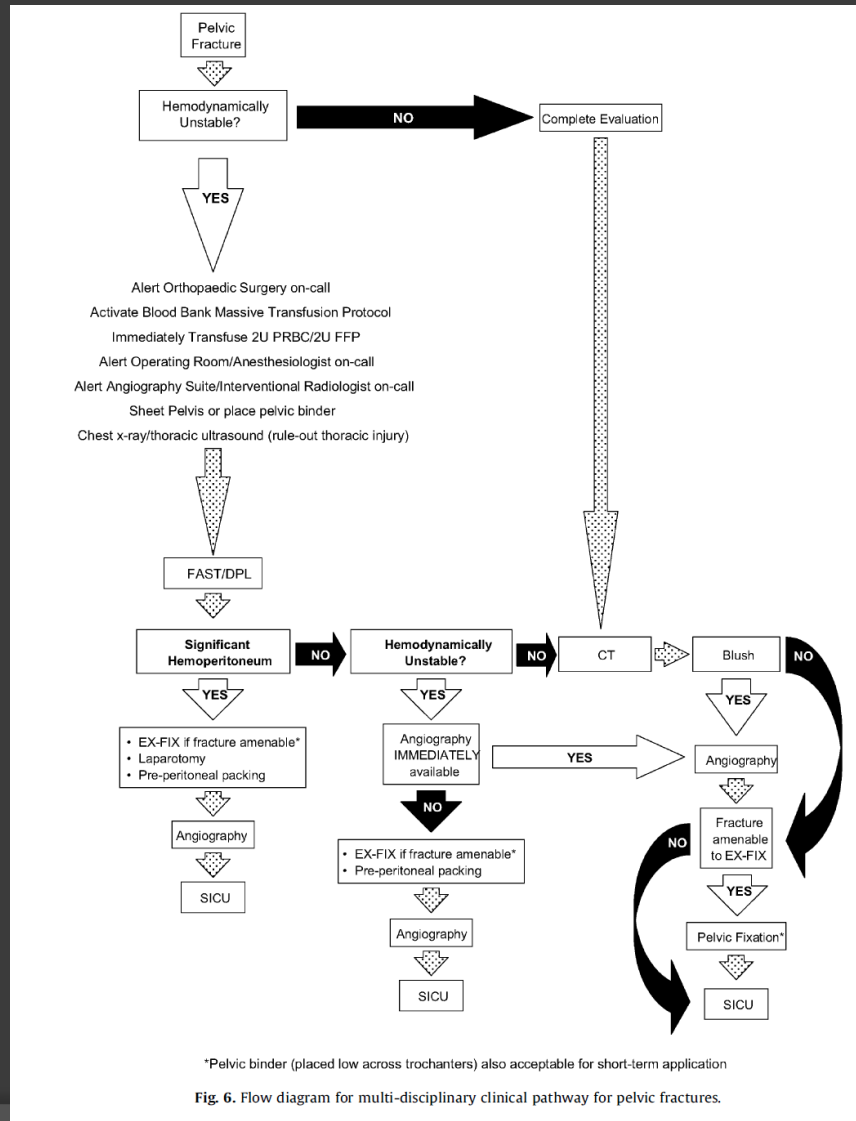 Pelvic
Fracture
Hemodynamically
Unstable?
NO
Complete Evaluation
YES
Alert Orthopaedic Surgery on-call
Activate Blood Bank Massive Transfusion Protocol
Immediately Transfuse 2U PRBC/2U FFP
Alert Operating Room/Anesthesiologist on-call
Alert Angiography Suite/Interventional Radiologist on-call
Sheet Pelvis or place pelvic binder
Chest x-ray/thoracic ultrasound (rule-out thoracic injury)
FAST/DPL
Significant
Hemoperitoneum
NO
Hemodynamically
Unstable?
NO
CT
Blush
NO
YES
YES
YES
• EX-FIX if fracture amenable*
• Laparotomy
• Pre-peritoneal packing
Angiography
IMMEDIATELY
available
YES
Angiography
NO
Angiography
SICU
• EX-FIX if fracture amenable*
• Pre-peritoneal packing
Angiography
SICU
Fracture
amenable
to EX-FIX
NO
YES
Pelvic Fixation*
SICU
*Pelvic binder (placed low across trochanters) also acceptable for short-term application
Fig. 6. Flow diagram for multi-disciplinary clinical pathway for pelvic fractures.